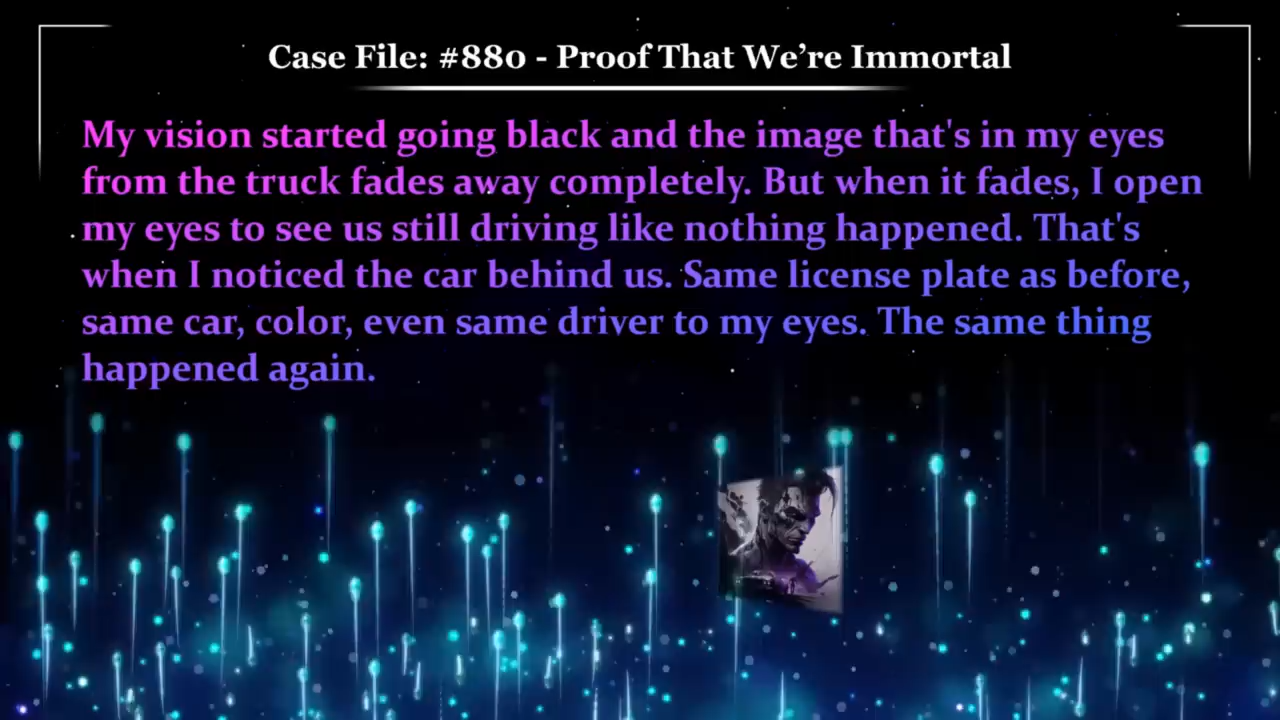 Case File: #880 - Proof That We’re Immortal
My vision started going black and the image that's in my eyes
from the truck fades away completely. But when it fades, I open
my eyes to see us still driving like nothing happened. That's
when I noticed the car behind us. Same license plate as before,
same car, color, even same driver to my eyes. The same thing
happened again.